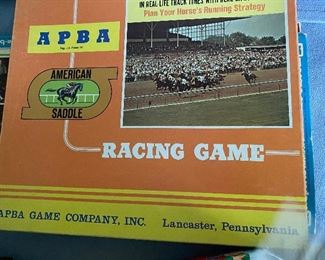 IN REAL-LIFE TRACK TIMES WITH
Plan Your Horse's Running Strategy
APBA
AMERICAN
SADDLE
RACING GAME
APBA GAME COMPANY, INC. Lancaster, Pennsylvania